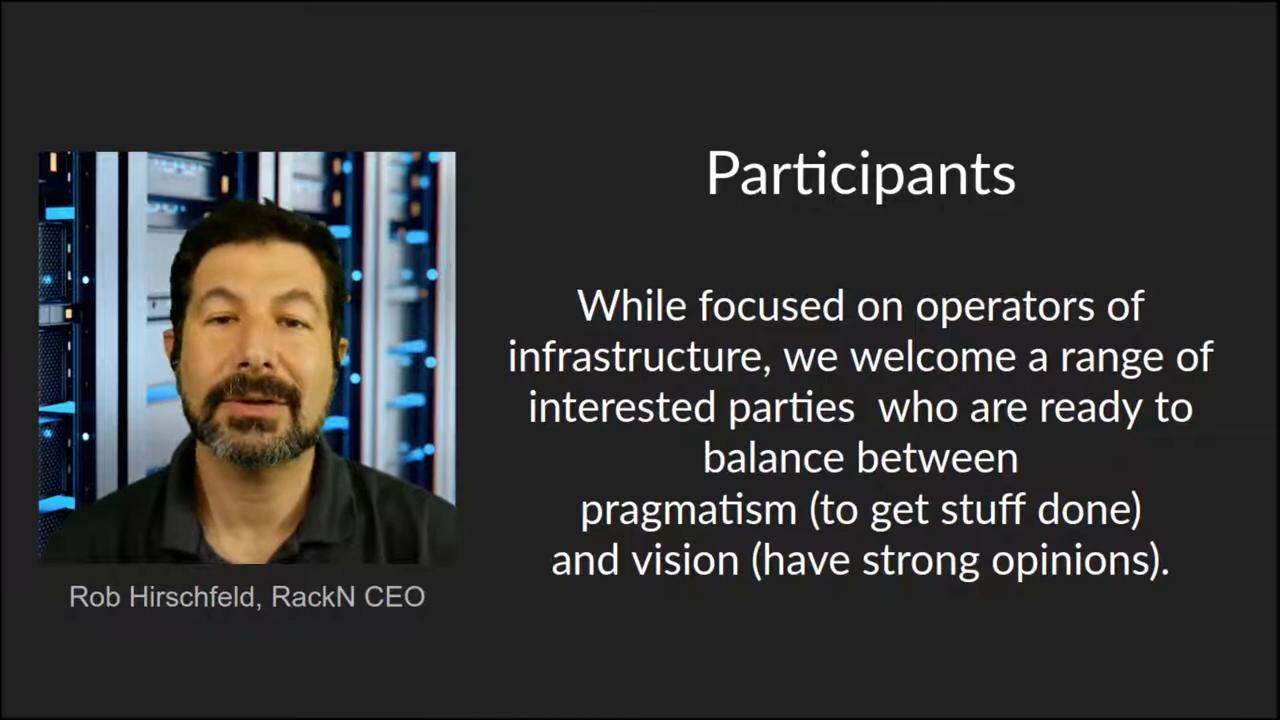 Participants
While focused on operators of
infrastructure, we welcome a range of
interested parties  who are ready to
balance between
pragmatism (to get stuff done)
and vision (have strong opinions).
Rob Hirschfeld, RackN CEO